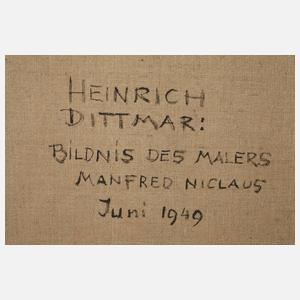 HEINRICH
DITTMAR:
BILDNIS DES MALERS
MANFRED NICLAUS
Juni 1949